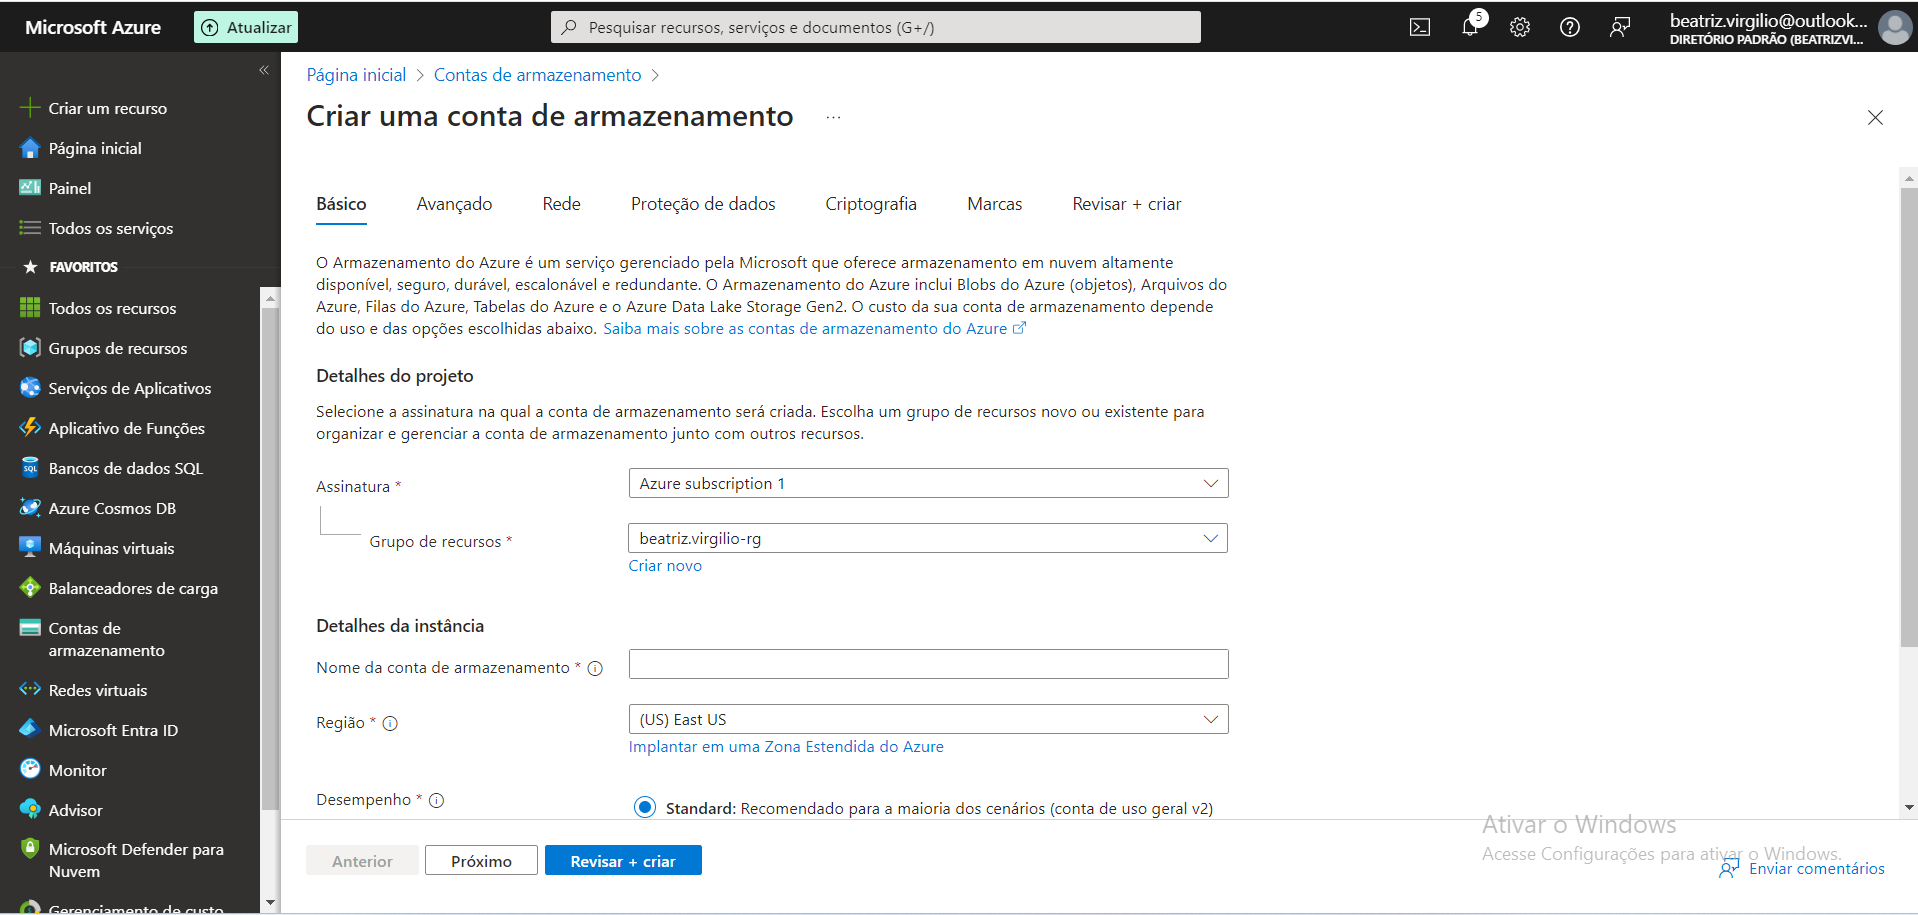 Microsoft Azure
Atualizar
Pesquisar recursos, serviços e documentos (G+/)
5
beatriz.virgilio@outlook...
DIRETÓRIO PADRÃO (BEATRIZVI...
Criar um recurso
Página inicial
Painel
Todos os serviços
FAVORITOS
Todos os recursos
Grupos de recursos
Serviços de Aplicativos
Aplicativo de Funções
SQL
Bancos de dados SQL
Azure Cosmos DB
Máquinas virtuais
Balanceadores de carga
Contas de
armazenamento
Redes virtuais
Microsoft Entra ID
Monitor
Advisor
Microsoft Defender para
Nuvem
Gerenciamento de custo
Página inicial > Contas de armazenamento >
Criar uma conta de armazenamento ...
Básico Avançado Rede Proteção de dados Criptografia Marcas Revisar + criar
O Armazenamento do Azure é um serviço gerenciado pela Microsoft que oferece armazenamento em nuvem altamente
disponível, seguro, durável, escalonável e redundante. O Armazenamento do Azure inclui Blobs do Azure (objetos), Arquivos do
Azure, Filas do Azure, Tabelas do Azure e o Azure Data Lake Storage Gen2. O custo da sua conta de armazenamento depende
do uso e das opções escolhidas abaixo. Saiba mais sobre as contas de armazenamento do Azure
Detalhes do projeto
Selecione a assinatura na qual a conta de armazenamento será criada. Escolha um grupo de recursos novo ou existente para
organizar e gerenciar a conta de armazenamento junto com outros recursos.
Assinatura * Azure subscription 1
Grupo de recursos * beatriz.virgilio-rg
Criar novo
Detalhes da instância
Nome da conta de armazenamento *
Região * (US) East US
Implantar em uma Zona Estendida do Azure
Desempenho * Standard: Recomendado para a maioria dos cenários (conta de uso geral v2)
Anterior Próximo Revisar + criar
Ativar o Windows
Acesse Configurações para ativar o Windows.
Enviar comentários